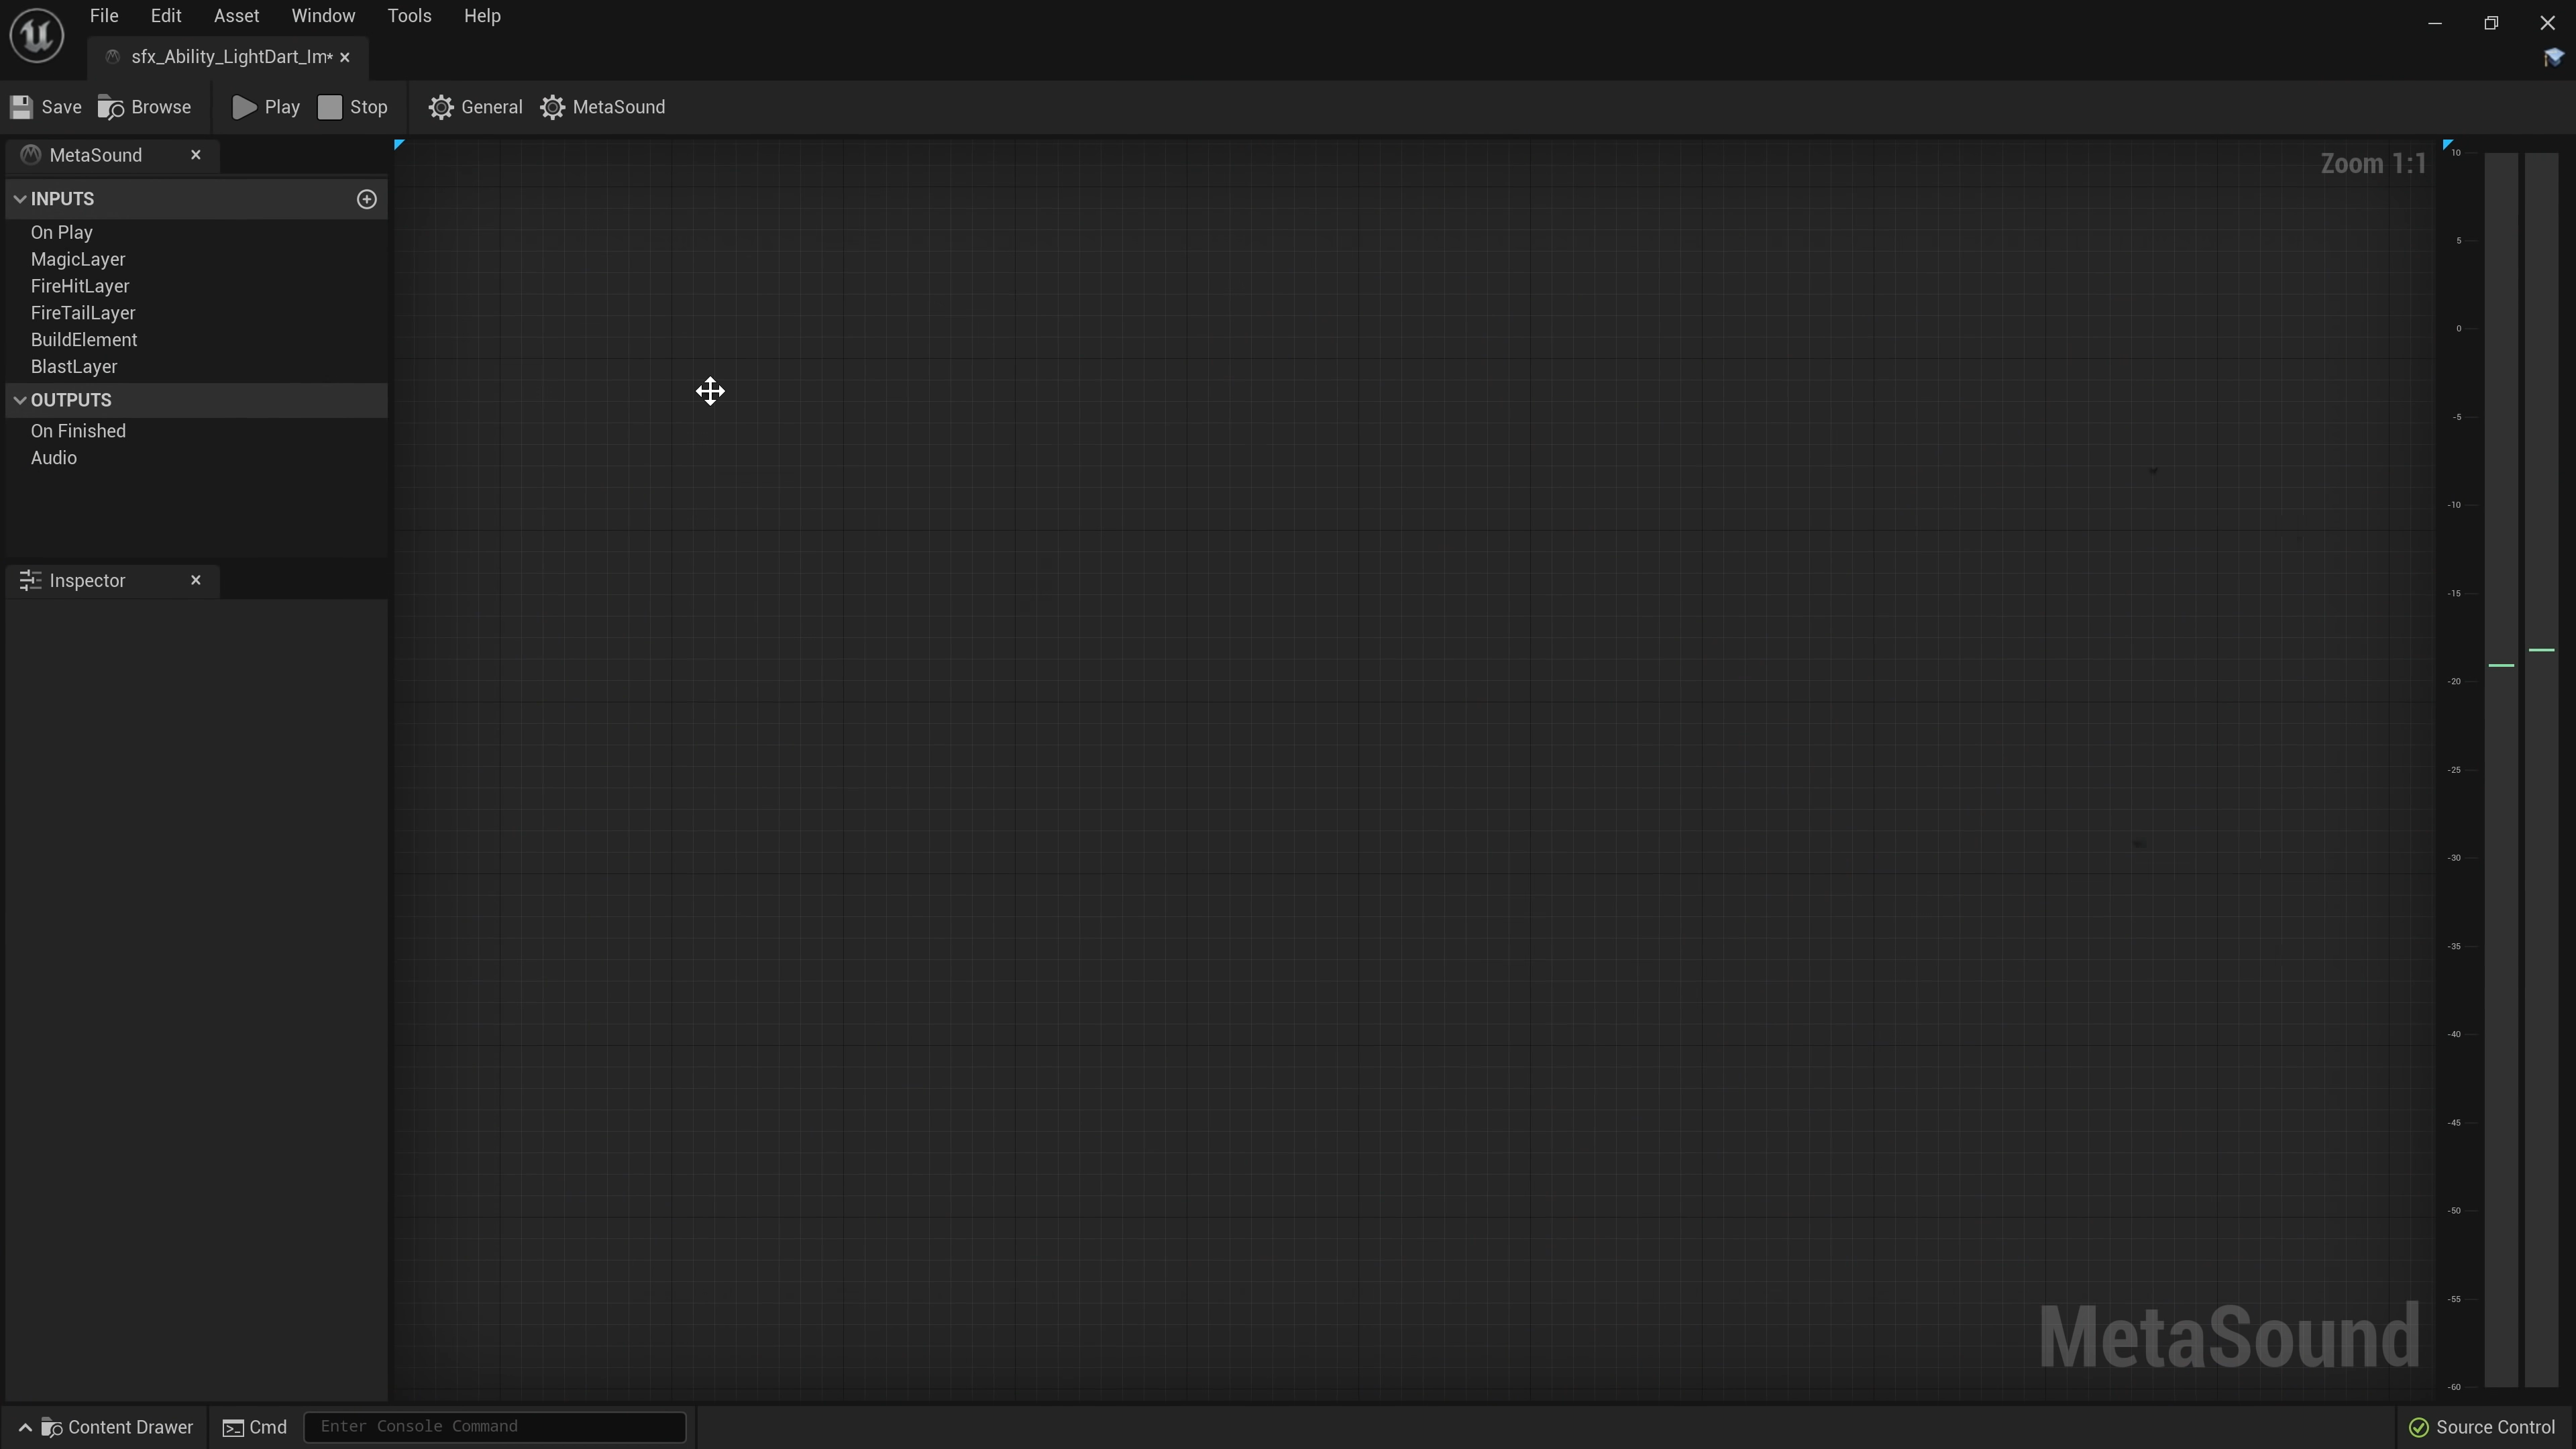 File Edit Asset Window Tools Help
sfx_Ability_LightDart_Im*
Save Browse Play Stop General MetaSound
MetaSound
Zoom 1:1
INPUTS
On Play
MagicLayer
FireHitLayer
FireTailLayer
BuildElement
BlastLayer
OUTPUTS
On Finished
Audio
Inspector
10
5
0
-5
-10
-15
-20
-25
-30
-35
-40
-45
-50
-55
-60
MetaSound
Content Drawer Cmd Enter Console Command Source Control